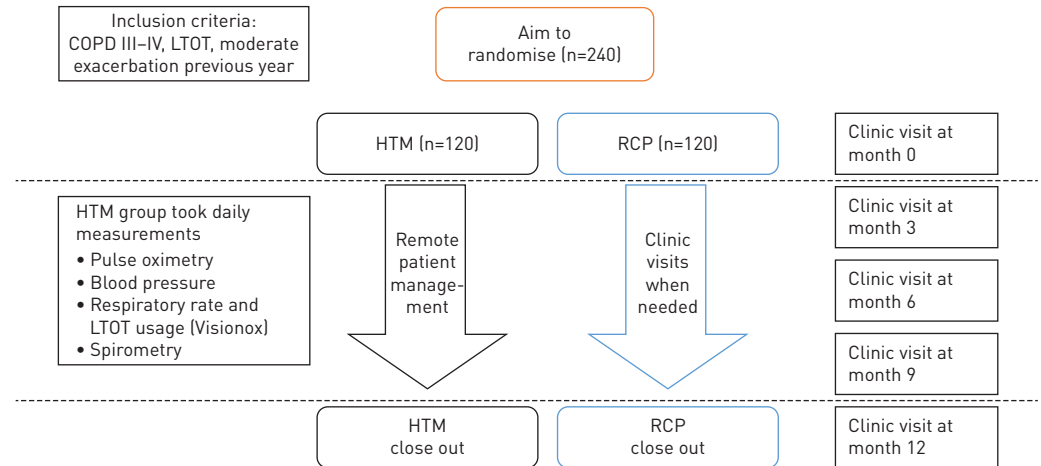 Inclusion criteria:
COPD III–IV, LTOT, moderate
exacerbation previous year
Aim to
randomise (n=240)
HTM (n=120)
RCP (n=120)
Clinic visit at
month 0
HTM group took daily
measurements
• Pulse oximetry
• Blood pressure
• Respiratory rate and
LTOT usage (Visionox)
• Spirometry
Remote
patient
manage-
ment
Clinic
visits
when
needed
Clinic visit at
month 3
Clinic visit at
month 6
Clinic visit at
month 9
HTM
close out
RCP
close out
Clinic visit at
month 12